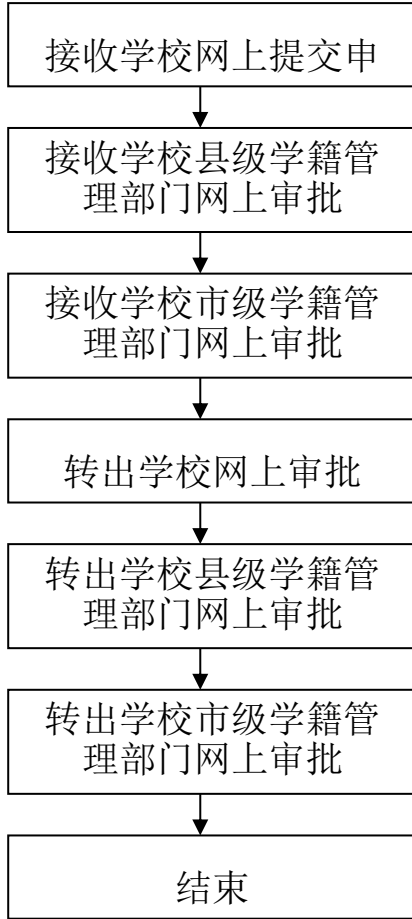 接收学校网上提交申
接收学校县级学籍管
理部门网上审批
接收学校市级学籍管
理部门网上审批
转出学校网上审批
转出学校县级学籍管
理部门网上审批
转出学校市级学籍管
理部门网上审批
结束